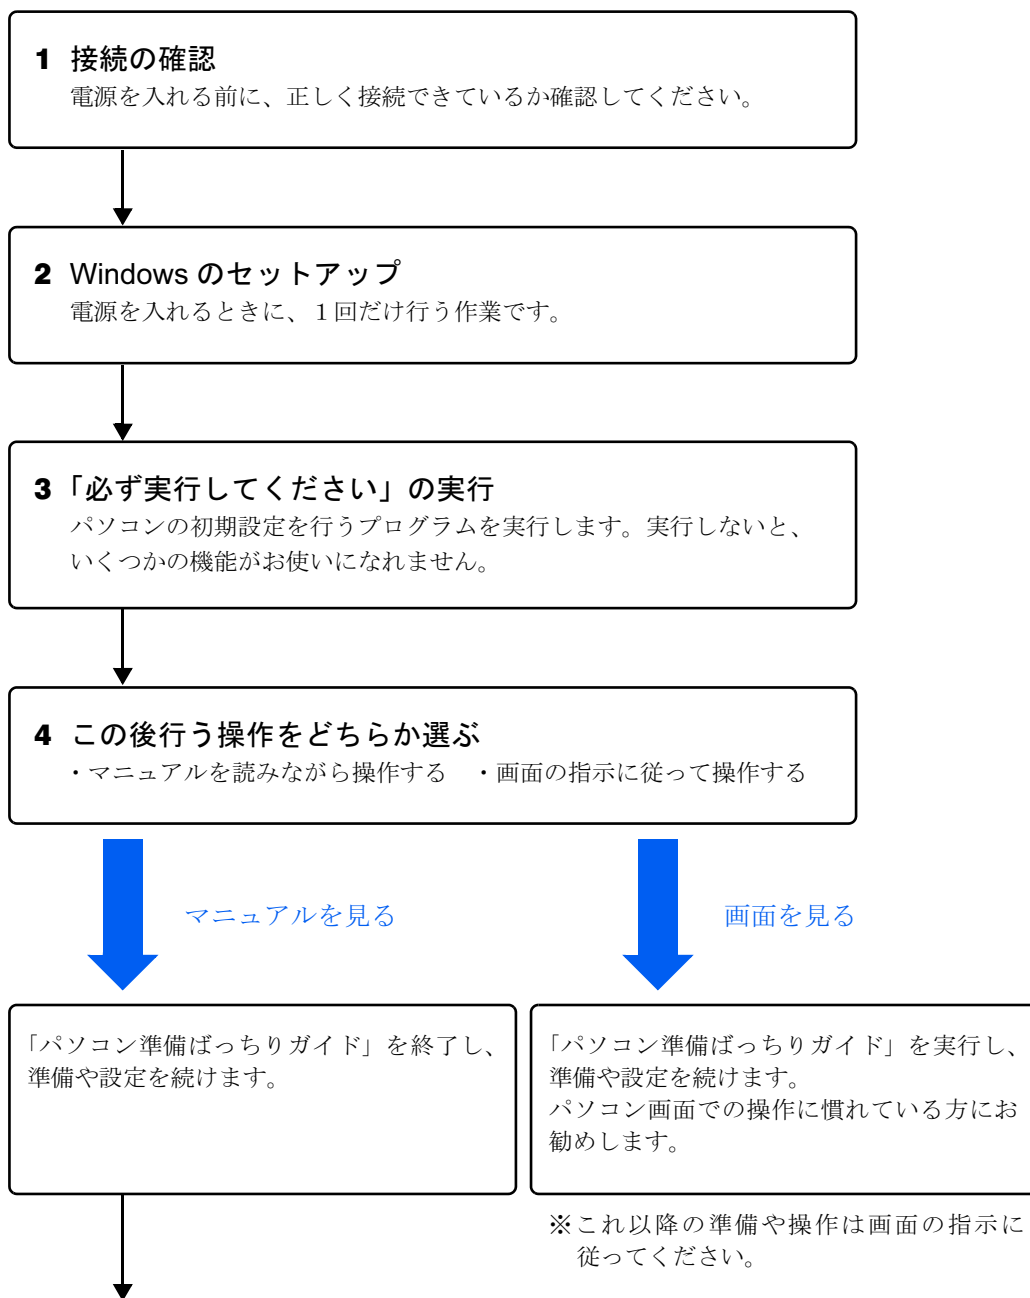 1 接続の確認
電源を入れる前に、正しく接続できているか確認してください。
2 Windows のセットアップ
電源を入れるときに、１回だけ行う作業です。
3 「必ず実行してください」の実行
パソコンの初期設定を行うプログラムを実行します。実行しないと、
いくつかの機能がお使いになれません。
4 この後行う操作をどちらか選ぶ
・マニュアルを読みながら操作する　・画面の指示に従って操作する
マニュアルを見る
画面を見る
「パソコン準備ばっちりガイド」を終了し、
準備や設定を続けます。
「パソコン準備ばっちりガイド」を実行し、
準備や設定を続けます。
パソコン画面での操作に慣れている方にお
勧めします。
※これ以降の準備や操作は画面の指示に
従ってください。